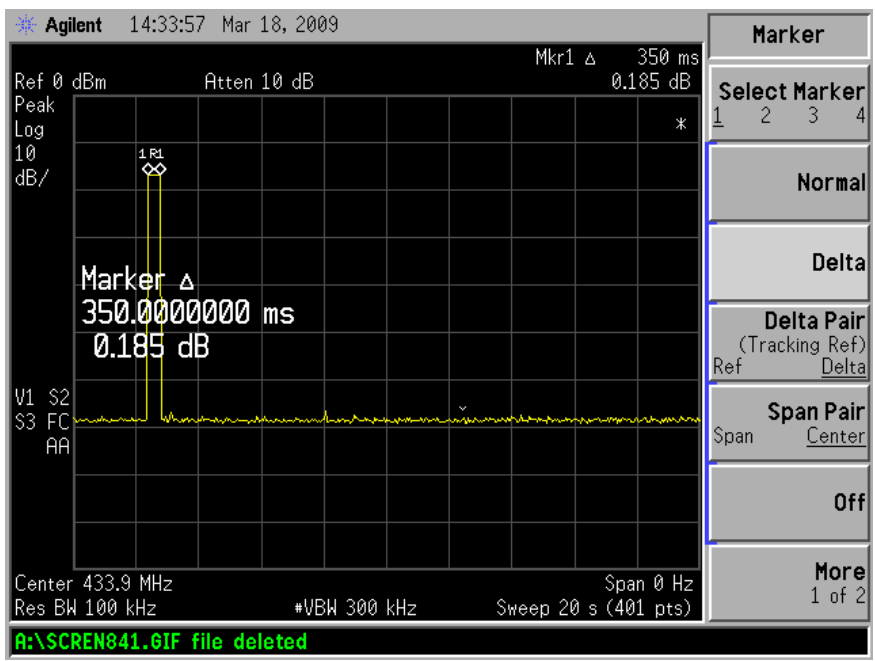 Agilent 14:33:57 Mar 18, 2009
Mkr1 Δ 350 ms
Ref 0 dBm Atten 10 dB 0.185 dB
Peak
Log
10
dB/
*
1 R1
Marker Δ
350.0000000 ms
0.185 dB
V1 S2
S3 FC
AA
Center 433.9 MHz Span 0 Hz
Res BW 100 kHz #VBW 300 kHz Sweep 20 s (401 pts)
A:\SCREN841.GIF file deleted
Marker
Select Marker
1 2 3 4
Normal
Delta
Delta Pair
(Tracking Ref)
Ref Delta
Span Pair
Span Center
Off
More
1 of 2